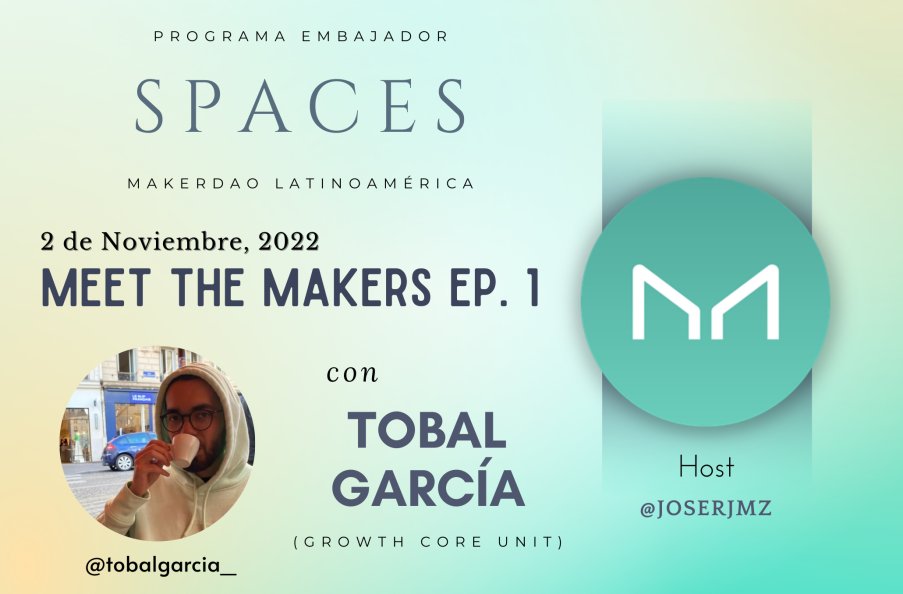 PROGRAMA EMBAJADOR
SPACES
MAKERDAO LATINOAMÉRICA
2 de Noviembre, 2022
MEET THE MAKERS EP. 1
con
TOBAL
GARCÍA
(GROWTH CORE UNIT)
@tobalgarcia_
Host
@JOSERJMZ